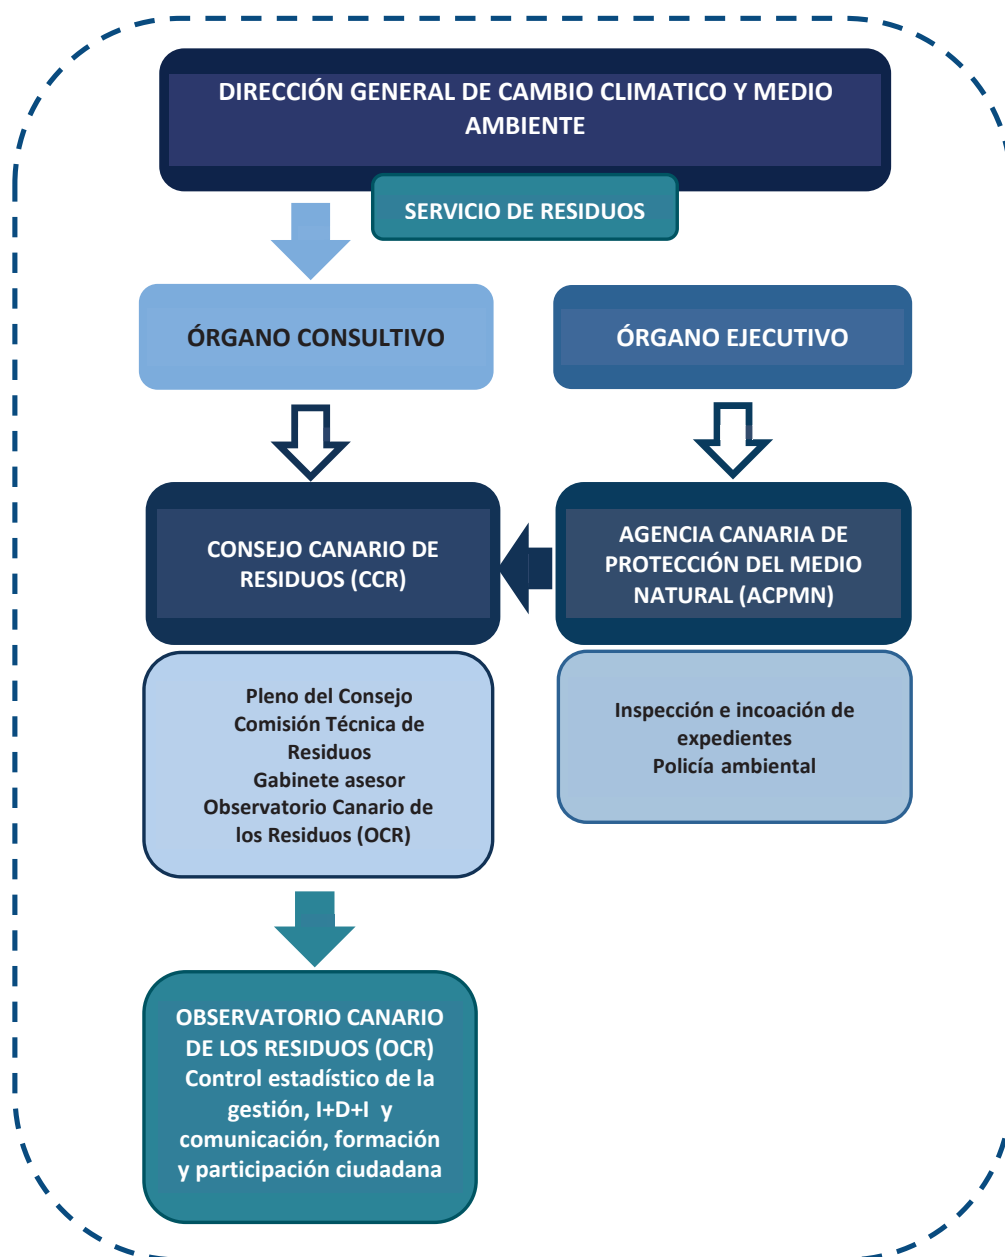 DIRECCIÓN GENERAL DE CAMBIO CLIMATICO Y MEDIO
AMBIENTE
SERVICIO DE RESIDUOS
ÓRGANO CONSULTIVO
ÓRGANO EJECUTIVO
CONSEJO CANARIO DE
RESIDUOS (CCR)
AGENCIA CANARIA DE
PROTECCIÓN DEL MEDIO
NATURAL (ACPMN)
Pleno del Consejo
Comisión Técnica de
Residuos
Gabinete asesor
Observatorio Canario de
los Residuos (OCR)
Inspección e incoación de
expedientes
Policía ambiental
OBSERVATORIO CANARIO
DE LOS RESIDUOS (OCR)
Control estadístico de la
gestión, I+D+I y
comunicación, formación
y participación ciudadana